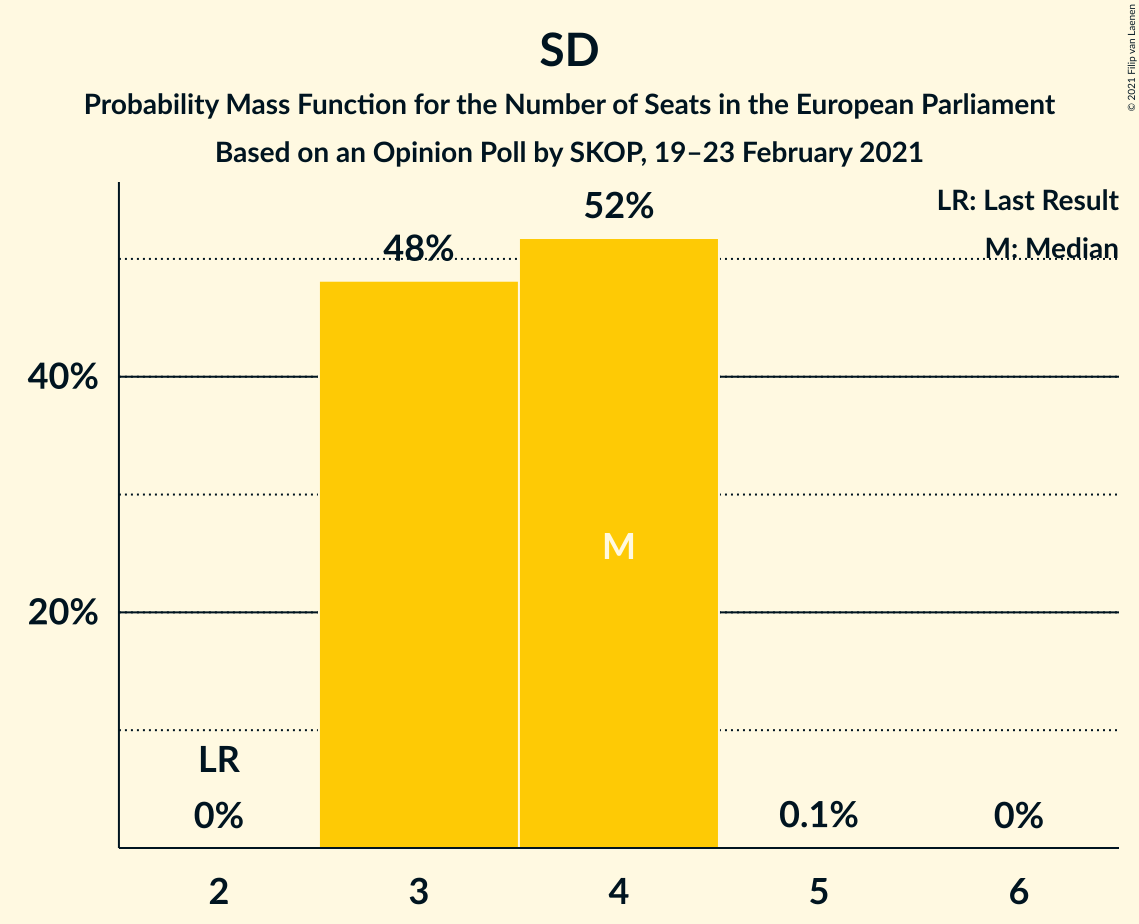 SD
Probability Mass Function for the Number of Seats in the European Parliament
Based on an Opinion Poll by SKOP, 19–23 February 2021
© 2021 Filip van Laenen
LR: Last Result
M: Median
52%
48%
40%
20%
M
LR
0%
0.1%
0%
2
3
4
5
6